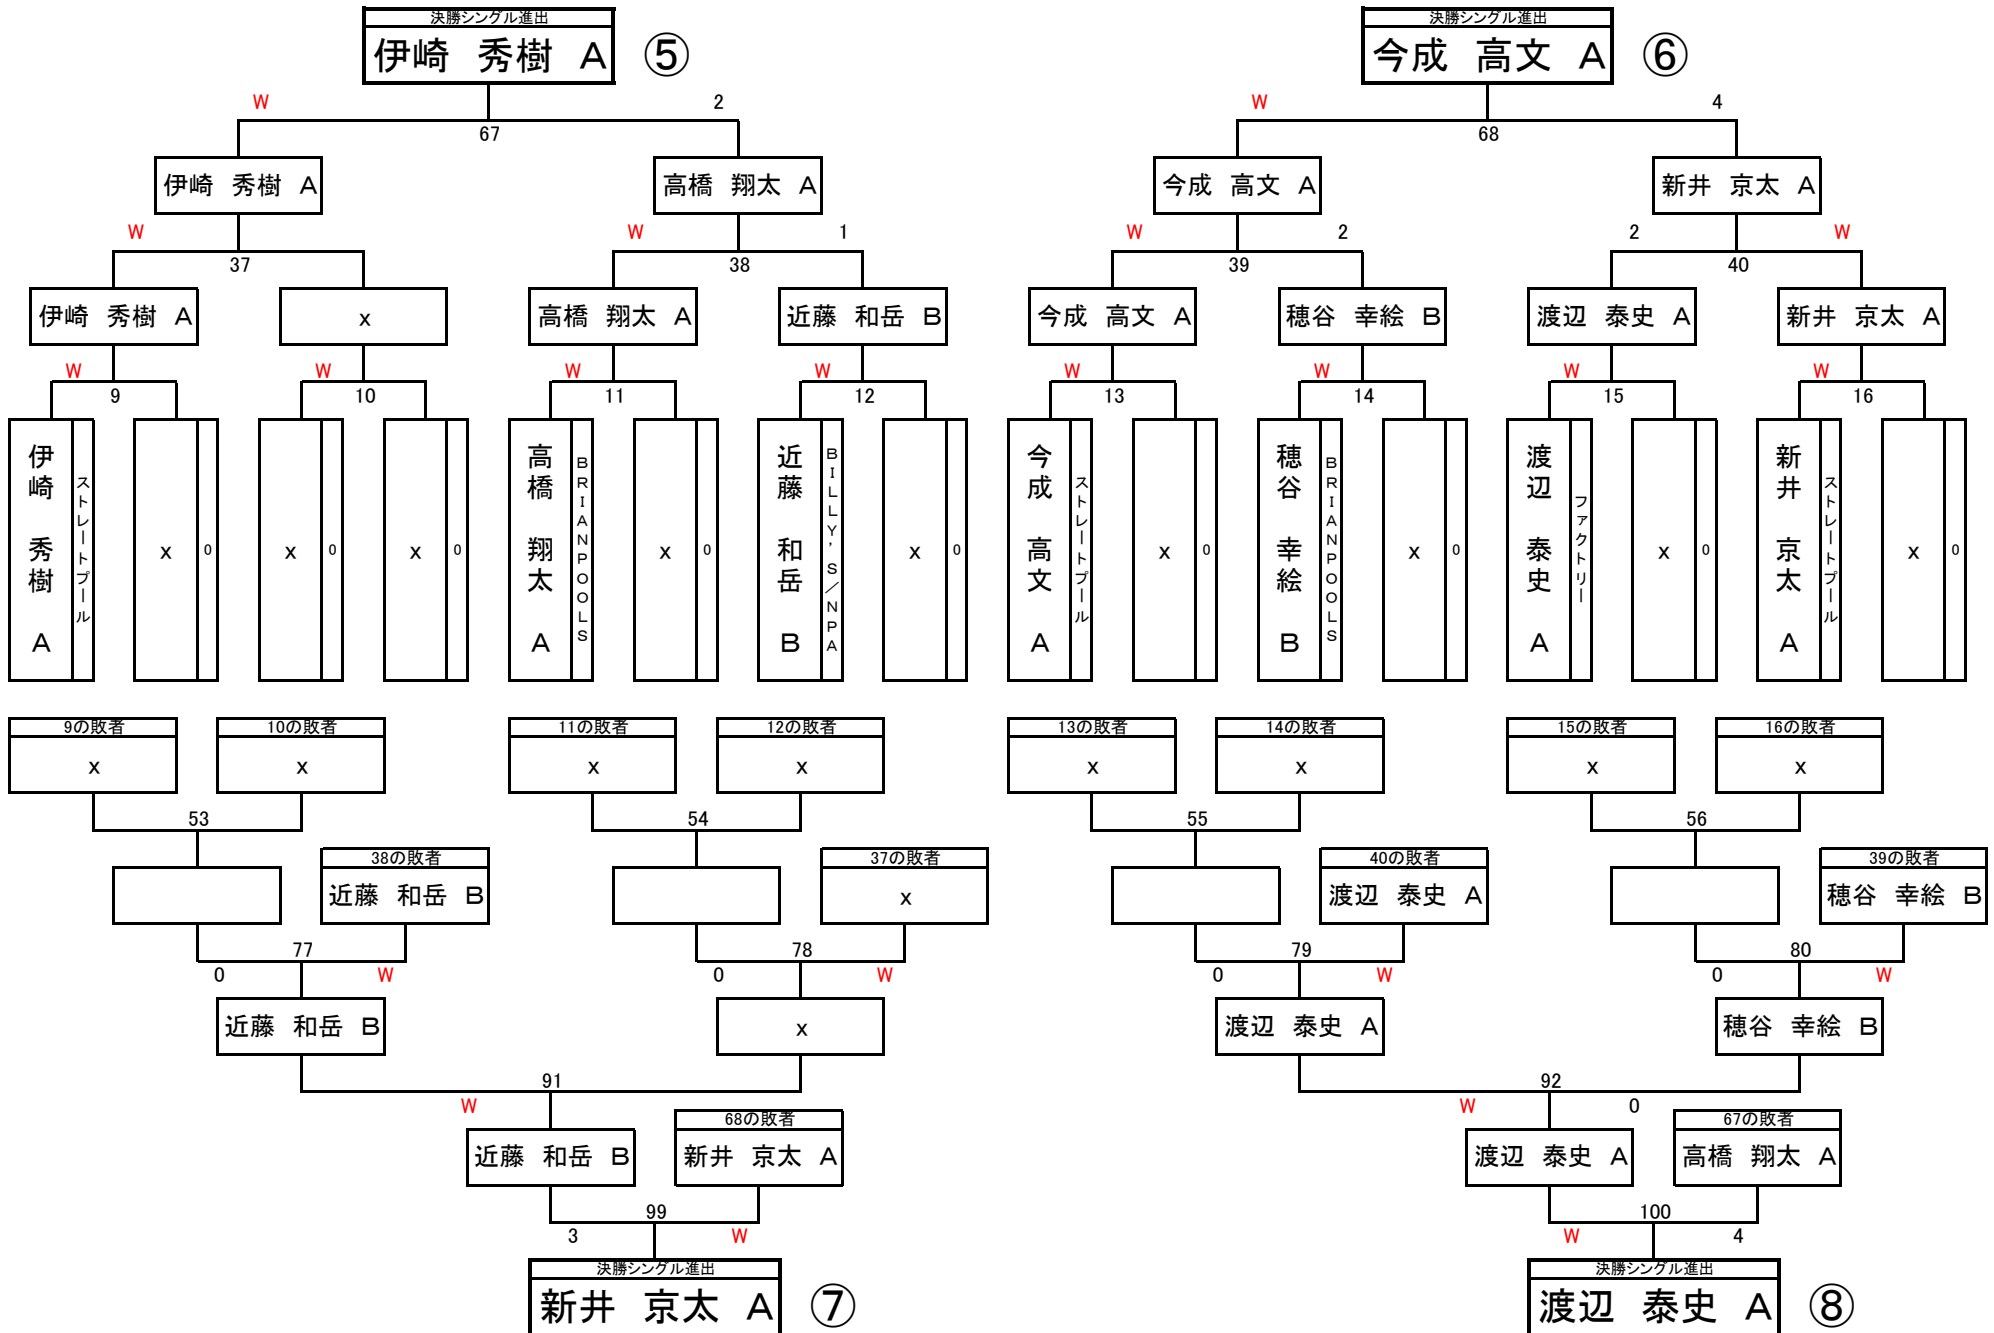 決勝シングル進出 決勝シングル進出
伊崎 秀樹 A ⑤ 今成 高文 A ⑥
W 2 W 4
67 68
伊崎 秀樹 A 高橋 翔太 A 今成 高文 A 新井 京太 A
W W 1 W 2 2 W
37 38 39 40
伊崎 秀樹 A x 高橋 翔太 A 近藤 和岳 B 今成 高文 A 穂谷 幸絵 B 渡辺 泰史 A 新井 京太 A
W W W W W W W W
9 10 11 12 13 14 15 16
伊崎 秀樹 A
ストレートプール
x 0
x 0
x 0
高橋 翔太 A
BRIANPOOLS
x 0
近藤 和岳 B
BILLY'S/NPA
x 0
今成 高文 A
ストレートプール
x 0
穂谷 幸絵 B
BRIANPOOLS
x 0
渡辺 泰史 A
ファクトリー
x 0
新井 京太 A
ストレートプール
x 0
9の敗者 10の敗者 11の敗者 12の敗者 13の敗者 14の敗者 15の敗者 16の敗者
x x x x x x x x
53 54 55 56
38の敗者 37の敗者 40の敗者 39の敗者
近藤 和岳 B x 渡辺 泰史 A 穂谷 幸絵 B
77 78 79 80
0 W 0 W 0 W 0 W
近藤 和岳 B x 渡辺 泰史 A 穂谷 幸絵 B
91 92
W W 0
68の敗者 67の敗者
近藤 和岳 B 新井 京太 A 渡辺 泰史 A 高橋 翔太 A
99 100
3 W W 4
決勝シングル進出 決勝シングル進出
新井 京太 A ⑦ 渡辺 泰史 A ⑧